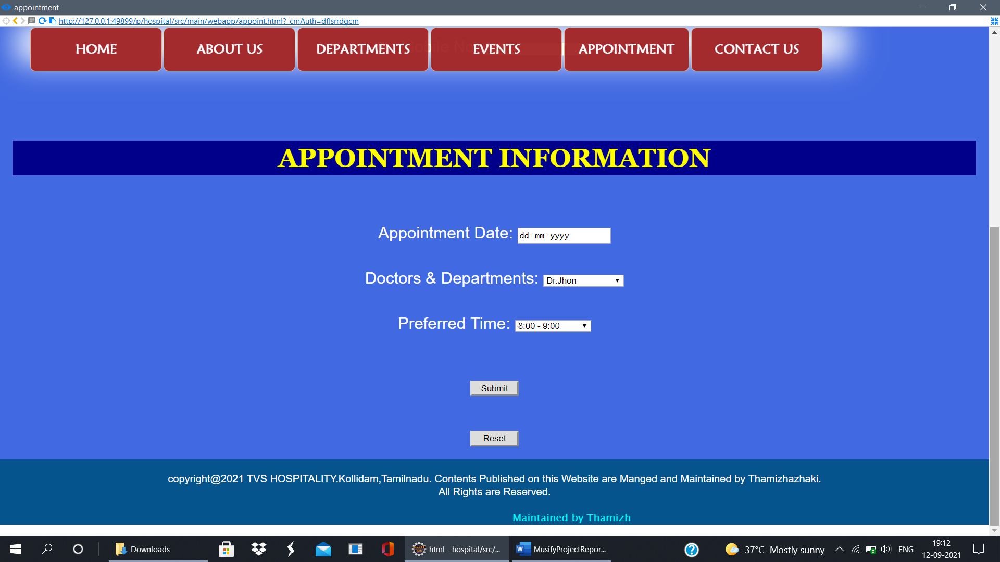 appointment
http://127.0.0.1:49899/p/hospital/src/main/webapp/appoint.html?_cmAuth=dflsrrdgcm
HOME ABOUT US DEPARTMENTS EVENTS APPOINTMENT CONTACT US
APPOINTMENT INFORMATION
Appointment Date: dd-mm-yyyy
Doctors & Departments: Dr.Jhon
Preferred Time: 8:00 - 9:00
Submit
Reset
copyright@2021 TVS HOSPITALITY.Kollidam,Tamilnadu. Contents Published on this Website are Manged and Maintained by Thamizhazhaki.
All Rights are Reserved.
Maintained by Thamizh
Downloads html - hospital/src/... MusifyProjectRepor... 37°C Mostly sunny ENG 19:12
12-09-2021